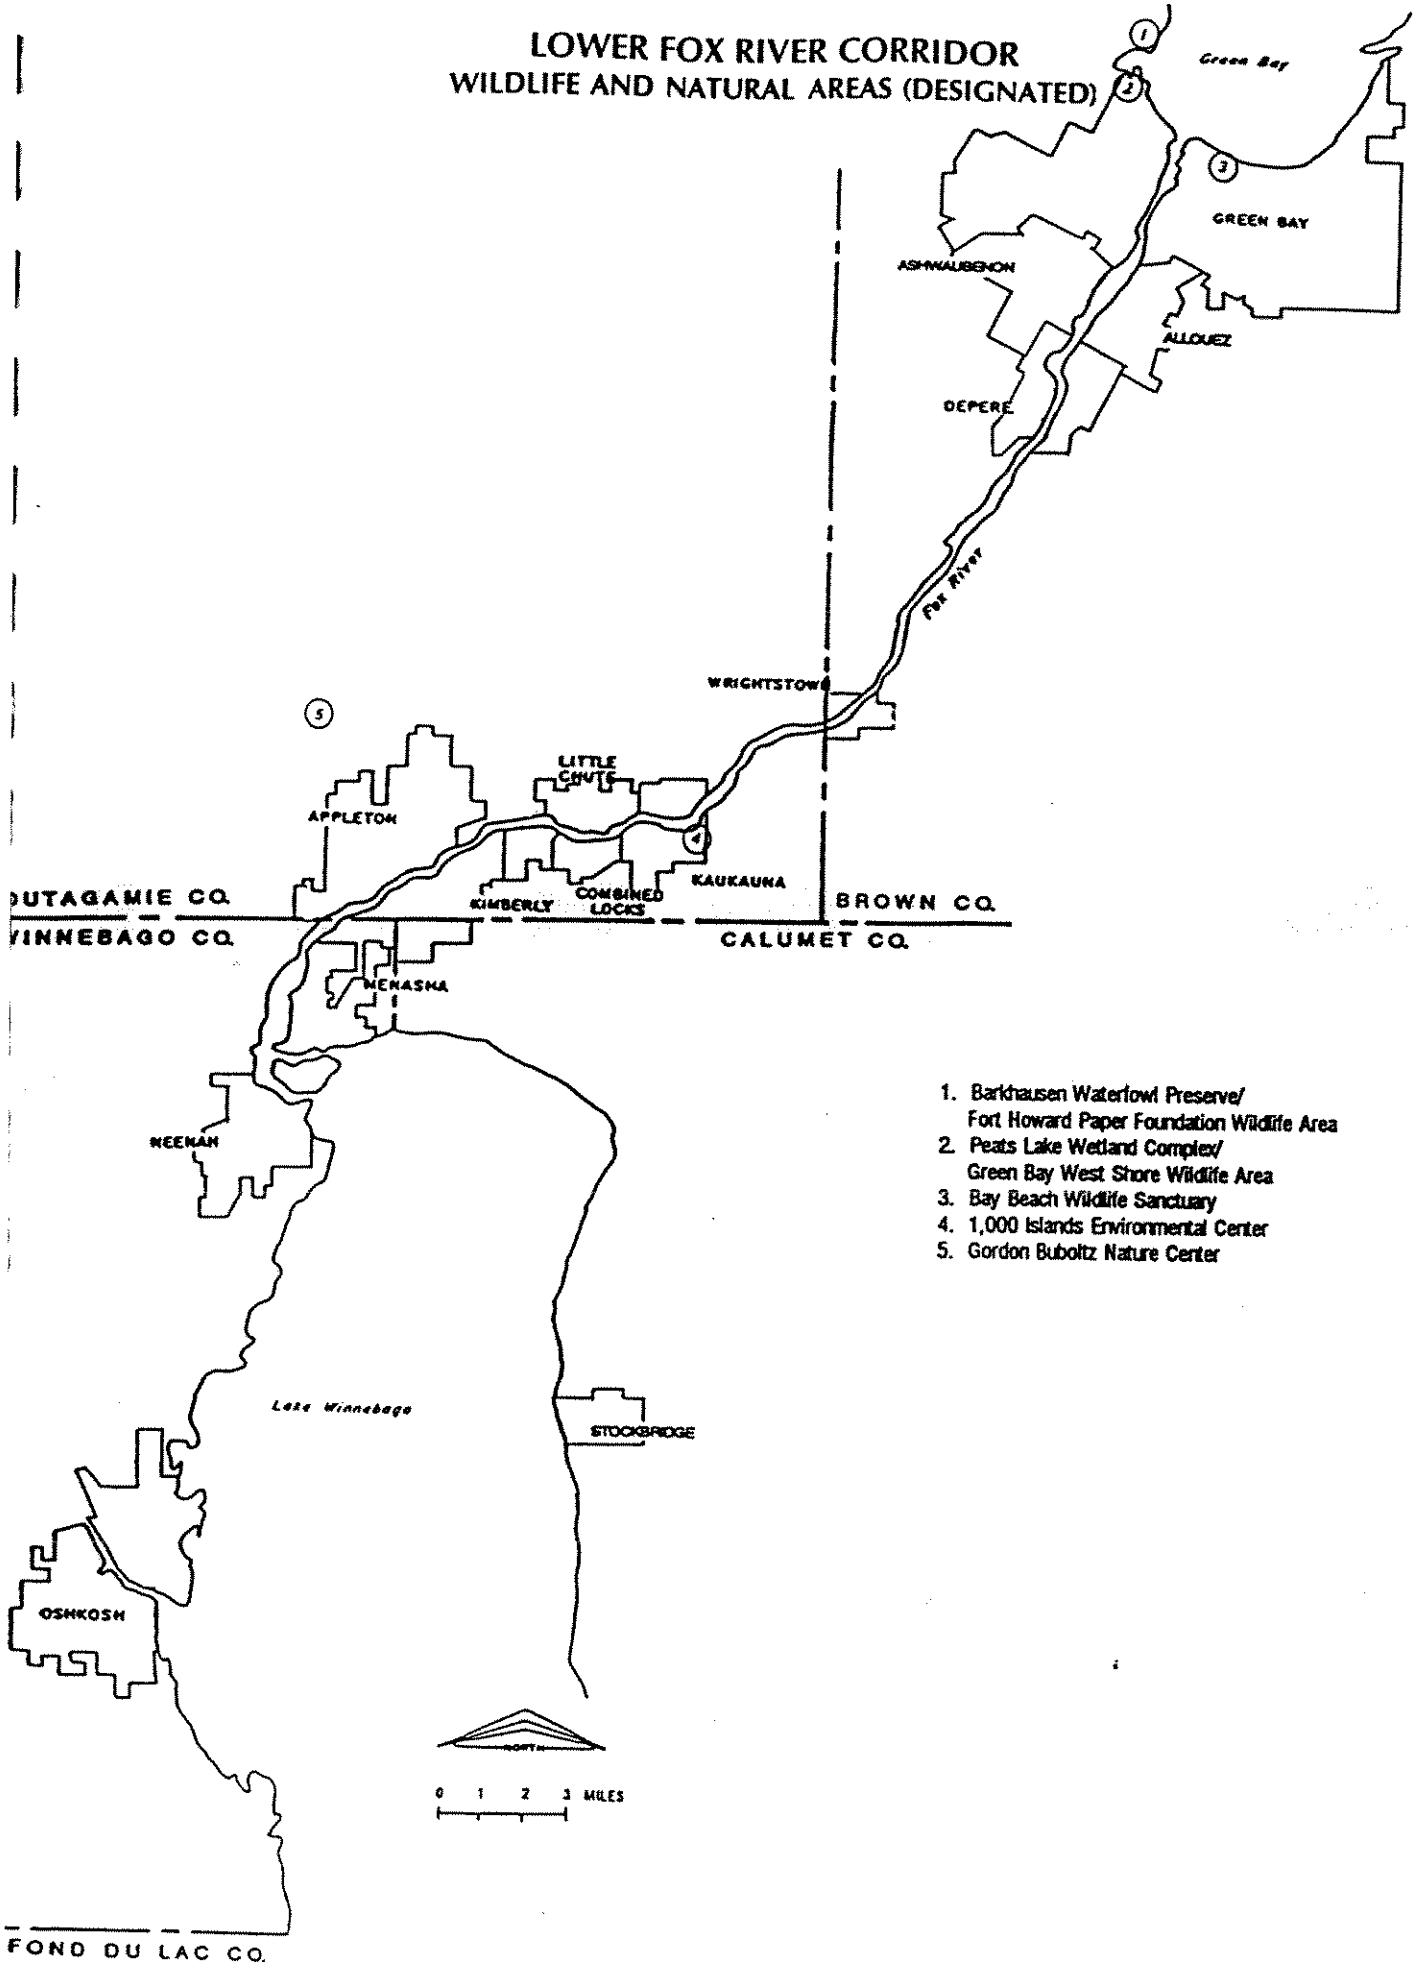 LOWER FOX RIVER CORRIDOR
WILDLIFE AND NATURAL AREAS (DESIGNATED)
1
Green Bay
2
3
GREEN BAY
ASHWAUBENON
ALLOUEZ
DEPERE
Fox River
WRIGHTSTOWN
5
LITTLE
CHUTE
APPLETON
4
KAUKAUNA
KIMBERLY
COMBINED
LOCKS
OUTAGAMIE CO.
BROWN CO.
WINNEBAGO CO.
CALUMET CO.
MENASHA
NEENAH
1. Barkhausen Waterfowl Preserve/
Fort Howard Paper Foundation Wildlife Area
2. Peats Lake Wetland Complex/
Green Bay West Shore Wildlife Area
3. Bay Beach Wildlife Sanctuary
4. 1,000 Islands Environmental Center
5. Gordon Buboltz Nature Center
Lake Winnebago
STOCKBRIDGE
OSHKOSH
NORTH
0 1 2 3 MILES
FOND DU LAC CO.